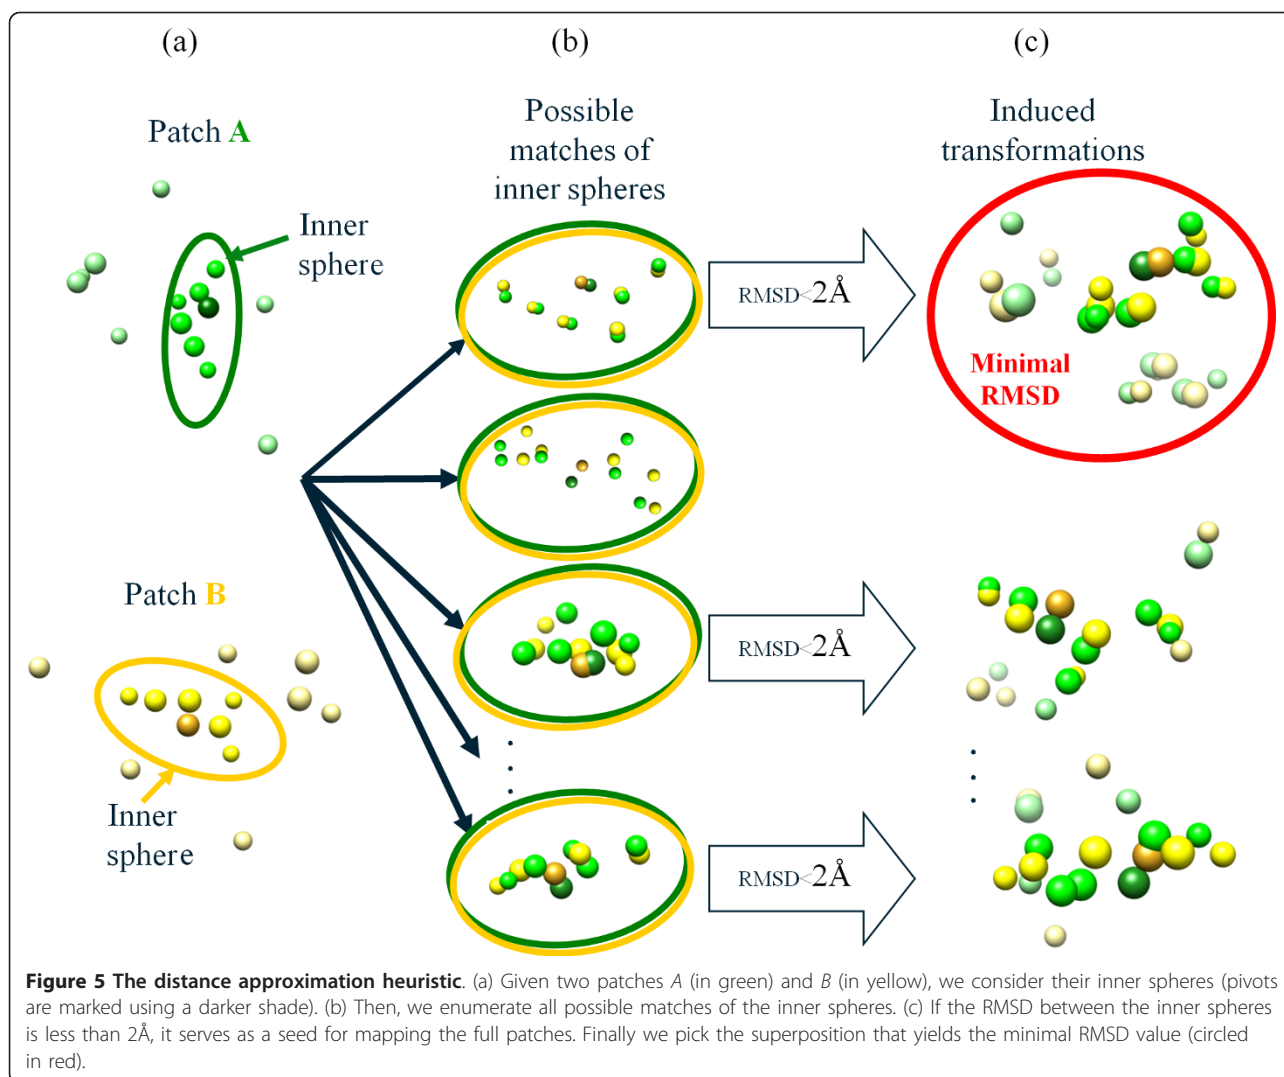 (a)
(b)
(c)
Patch A
Inner
sphere
Possible
matches of
inner spheres
Induced
transformations
RMSD<2Å
Minimal
RMSD
Patch B
Inner
sphere
RMSD<2Å
RMSD<2Å
Figure 5 The distance approximation heuristic. (a) Given two patches A (in green) and B (in yellow), we consider their inner spheres (pivots
are marked using a darker shade). (b) Then, we enumerate all possible matches of the inner spheres. (c) If the RMSD between the inner spheres
is less than 2Å, it serves as a seed for mapping the full patches. Finally we pick the superposition that yields the minimal RMSD value (circled
in red).